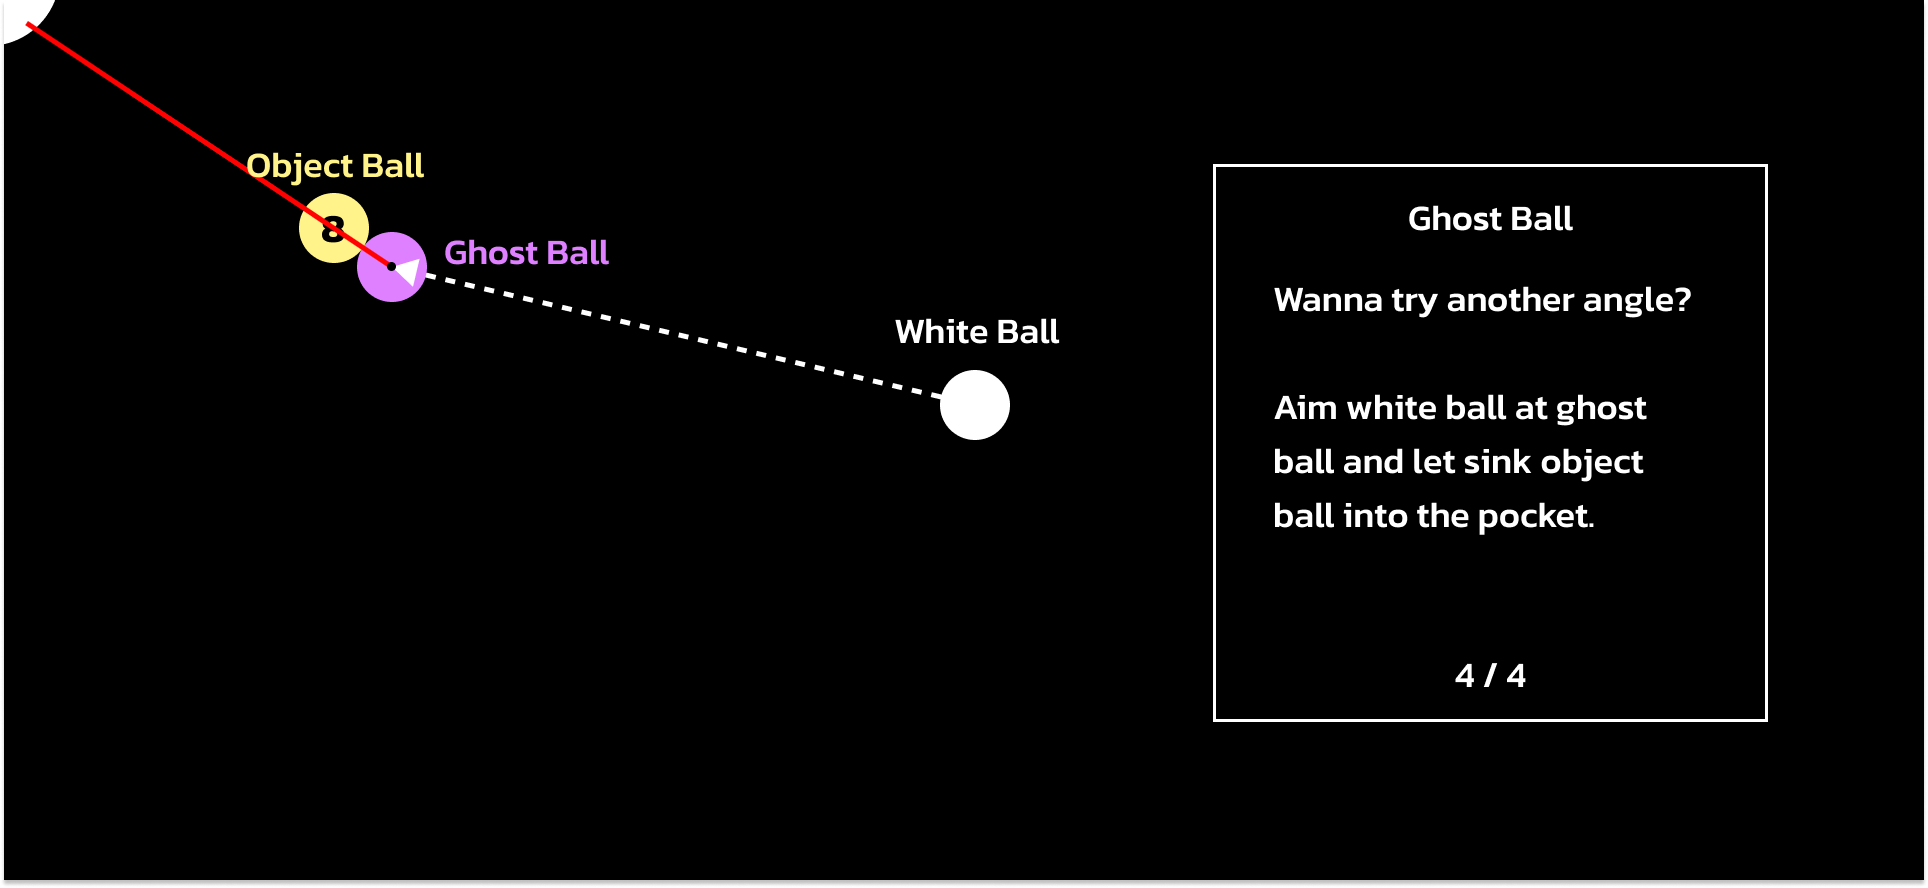 Object Ball
8
Ghost Ball
White Ball
Ghost Ball
Wanna try another angle?
Aim white ball at ghost
ball and let sink object
ball into the pocket.
4 / 4